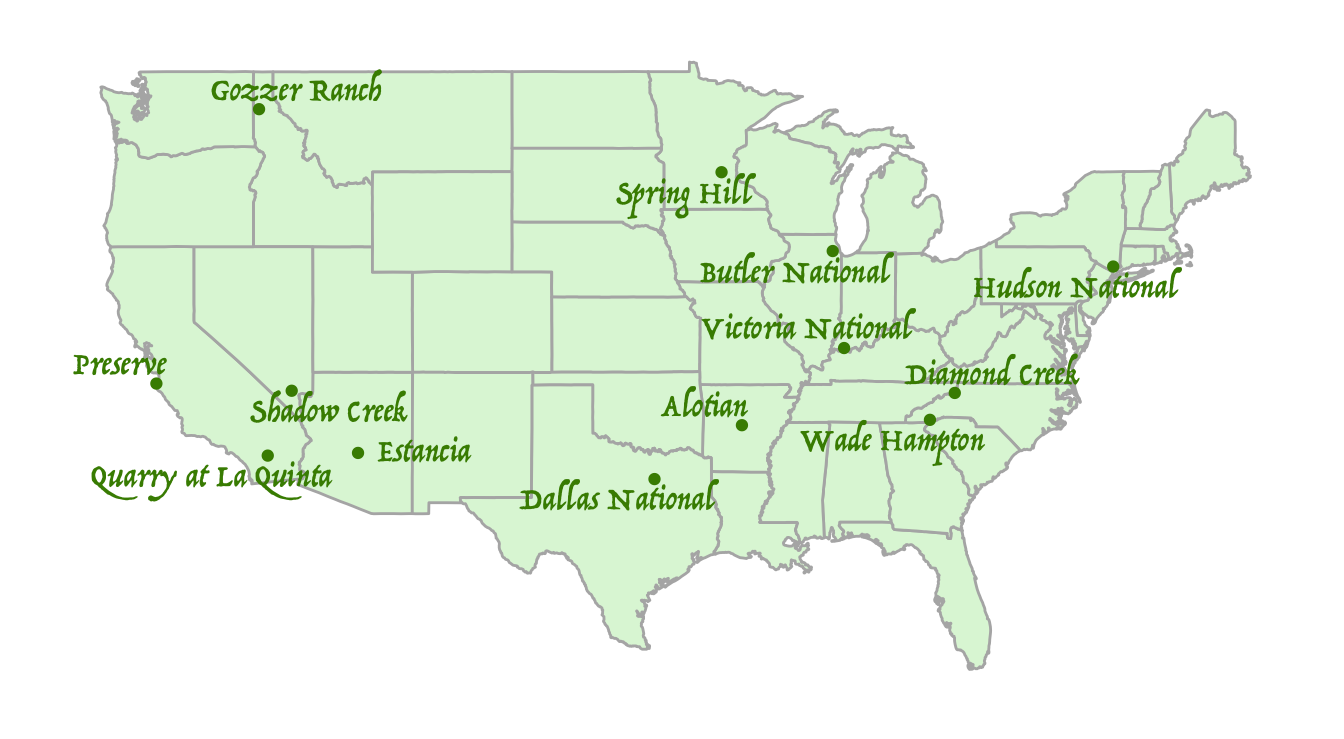 Gozzer Ranch
Spring Hill
Butler National
Hudson National
Victoria National
Preserve
Diamond Creek
Shadow Creek
Alotian
Estancia
Wade Hampton
Quarry at La Quinta
Dallas National